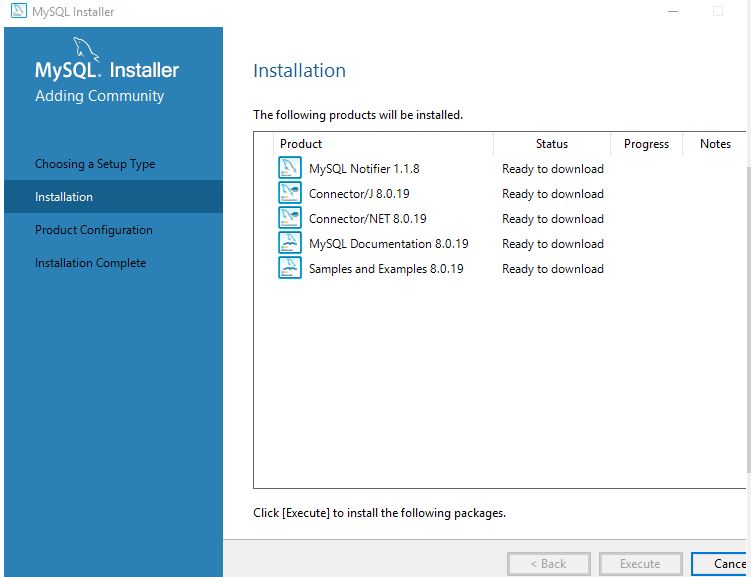 MySQL Installer
MySQL. Installer
Adding Community
Choosing a Setup Type
Installation
Product Configuration
Installation Complete
Installation
The following products will be installed.
Product Status Progress Notes
MySQL Notifier 1.1.8 Ready to download
Connector/J 8.0.19 Ready to download
Connector/NET 8.0.19 Ready to download
MySQL Documentation 8.0.19 Ready to download
Samples and Examples 8.0.19 Ready to download
Click [Execute] to install the following packages.
< Back Execute Cance